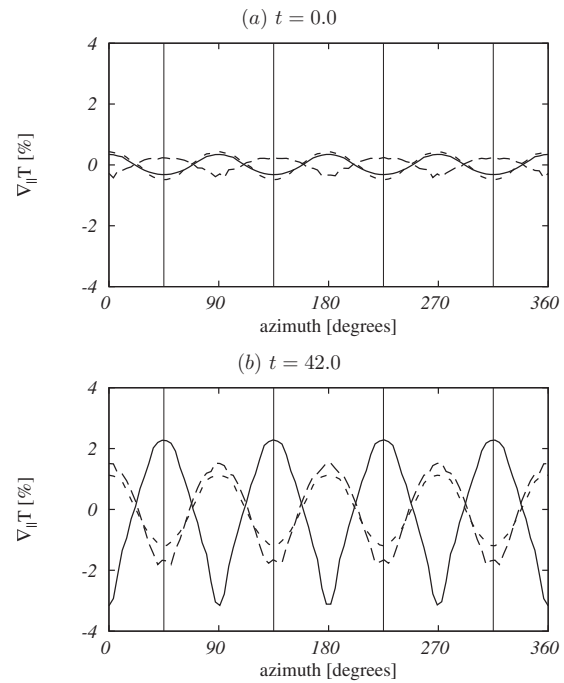 (a) t = 0.0
4
2
0
-2
-4
∇∥T [%]
0 90 180 270 360
azimuth [degrees]
(b) t = 42.0
4
2
0
-2
-4
∇∥T [%]
0 90 180 270 360
azimuth [degrees]